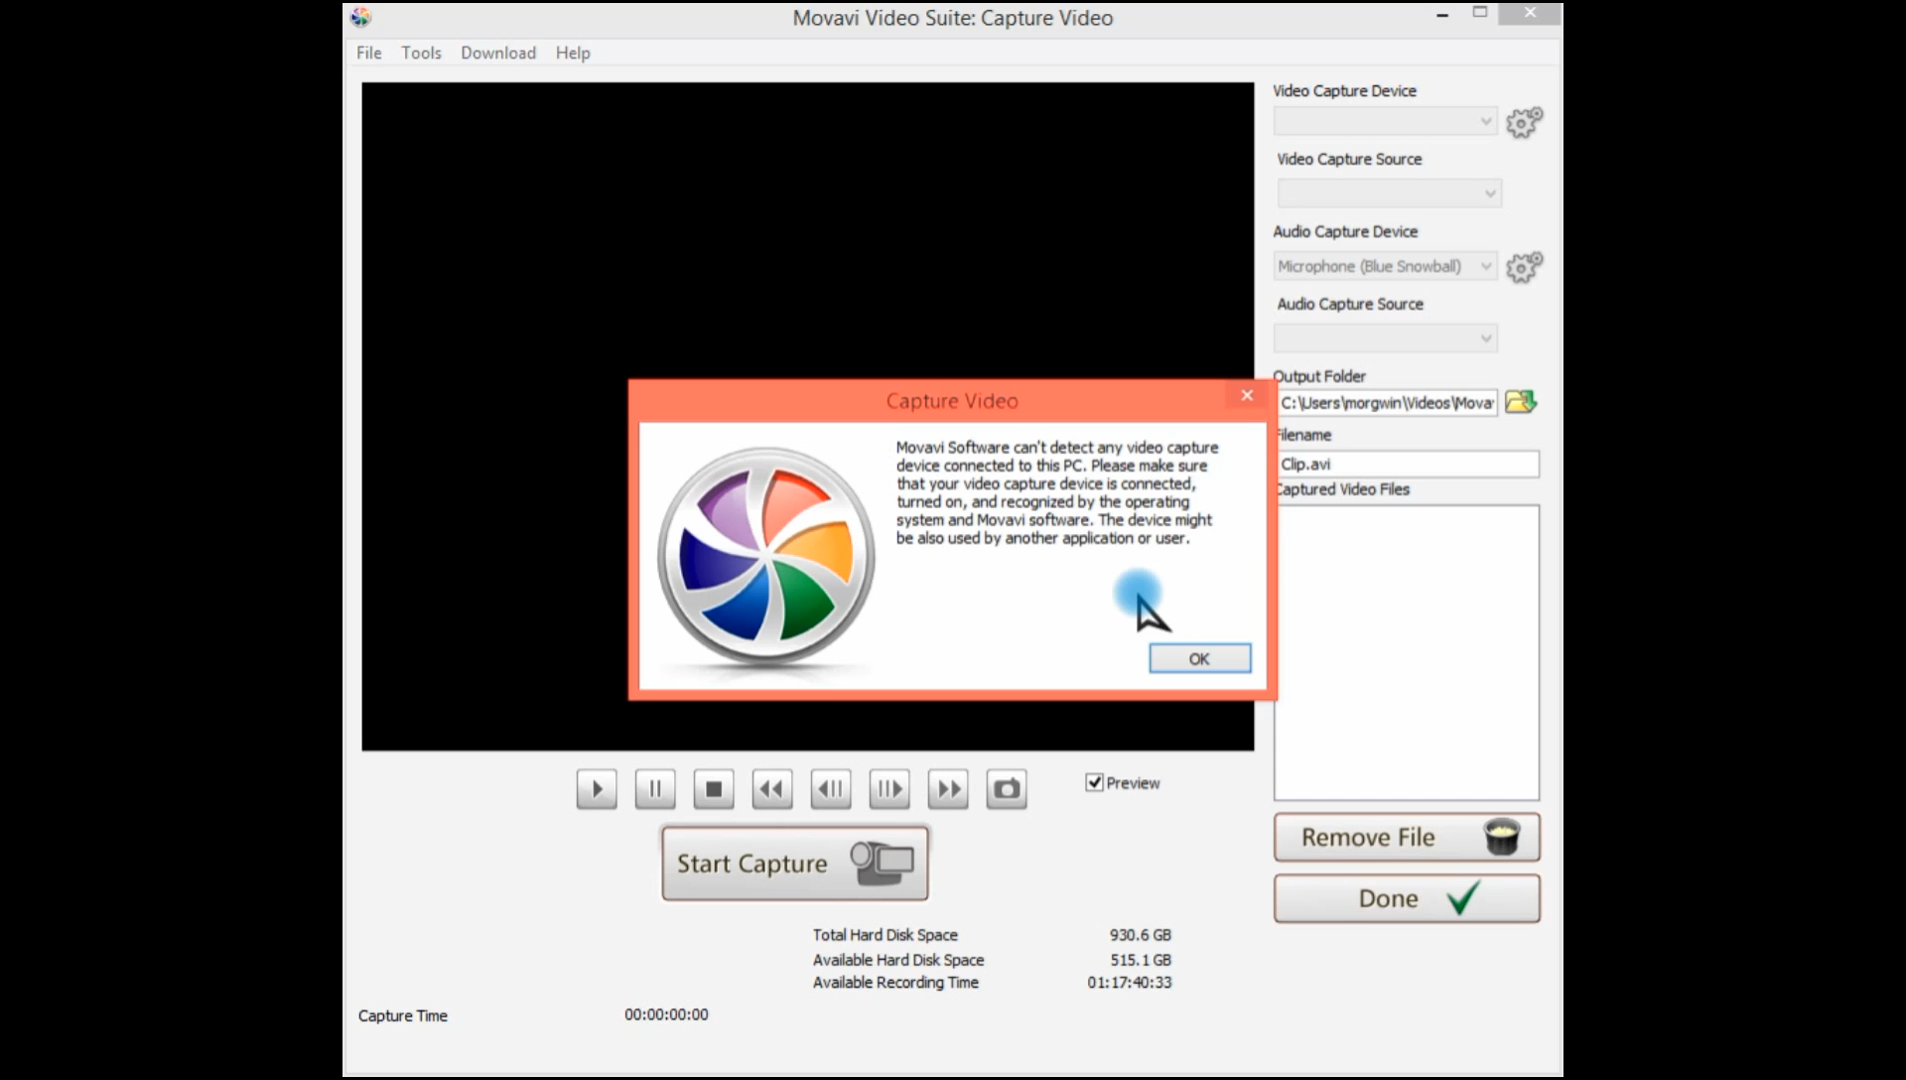 Movavi Video Suite: Capture Video
File Tools Download Help
Video Capture Device
Video Capture Source
Audio Capture Device
Microphone (Blue Snowball)
Audio Capture Source
Output Folder
C:\Users\morgwin\Videos\Mova
Filename
Clip.avi
Captured Video Files
Capture Video
Movavi Software can't detect any video capture
device connected to this PC. Please make sure
that your video capture device is connected,
turned on, and recognized by the operating
system and Movavi software. The device might
be also used by another application or user.
OK
Preview
Start Capture
Remove File
Done
Total Hard Disk Space 930.6 GB
Available Hard Disk Space 515.1 GB
Available Recording Time 01:17:40:33
Capture Time 00:00:00:00